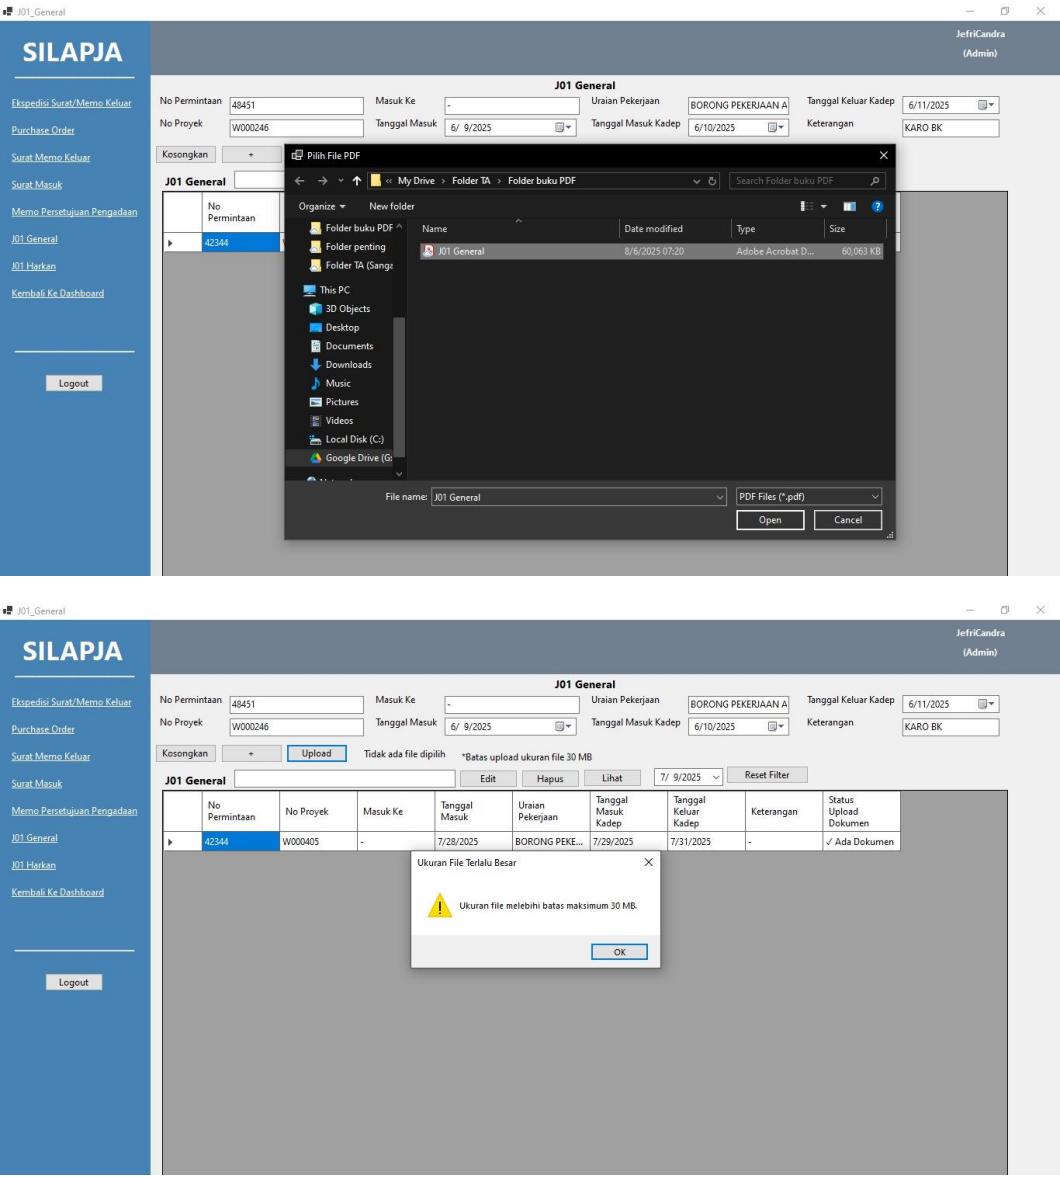 J01_General
SILAPJA
JefriCandra
(Admin)
Ekspedisi Surat/Memo Keluar
Purchase Order
Surat Memo Keluar
Surat Masuk
Memo Persetujuan Pengadaan
J01 General
J01 Harkan
Kembali Ke Dashboard
Logout
J01 General
No Permintaan 48451 Masuk Ke - Uraian Pekerjaan BORONG PEKERJAAN A Tanggal Keluar Kadep 6/11/2025
No Proyek W000246 Tanggal Masuk 6/ 9/2025 Tanggal Masuk Kadep 6/10/2025 Keterangan KARO BK
Kosongkan +
J01 General
No Permintaan
42344
Pilih File PDF
« My Drive > Folder TA > Folder buku PDF Search Folder buku PDF
Organize New folder
Folder buku PDF
Folder penting
Folder TA (Sanga
This PC
3D Objects
Desktop
Documents
Downloads
Music
Pictures
Videos
Local Disk (C:)
Google Drive (G:
Name Date modified Type Size
J01 General 8/6/2025 07:20 Adobe Acrobat D... 60,063 KB
File name: J01 General PDF Files (*.pdf)
Open Cancel
J01_General
SILAPJA
JefriCandra
(Admin)
Ekspedisi Surat/Memo Keluar
Purchase Order
Surat Memo Keluar
Surat Masuk
Memo Persetujuan Pengadaan
J01 General
J01 Harkan
Kembali Ke Dashboard
Logout
J01 General
No Permintaan 48451 Masuk Ke - Uraian Pekerjaan BORONG PEKERJAAN A Tanggal Keluar Kadep 6/11/2025
No Proyek W000246 Tanggal Masuk 6/ 9/2025 Tanggal Masuk Kadep 6/10/2025 Keterangan KARO BK
Kosongkan + Upload Tidak ada file dipilih *Batas upload ukuran file 30 MB
J01 General Edit Hapus Lihat 7/ 9/2025 Reset Filter
No Permintaan No Proyek Masuk Ke Tanggal Masuk Uraian Pekerjaan Tanggal Masuk Kadep Tanggal Keluar Kadep Keterangan Status Upload Dokumen
42344 W000405 - 7/28/2025 BORONG PEKE... 7/29/2025 7/31/2025 - ✓ Ada Dokumen
Ukuran File Terlalu Besar
Ukuran file melebihi batas maksimum 30 MB.
OK